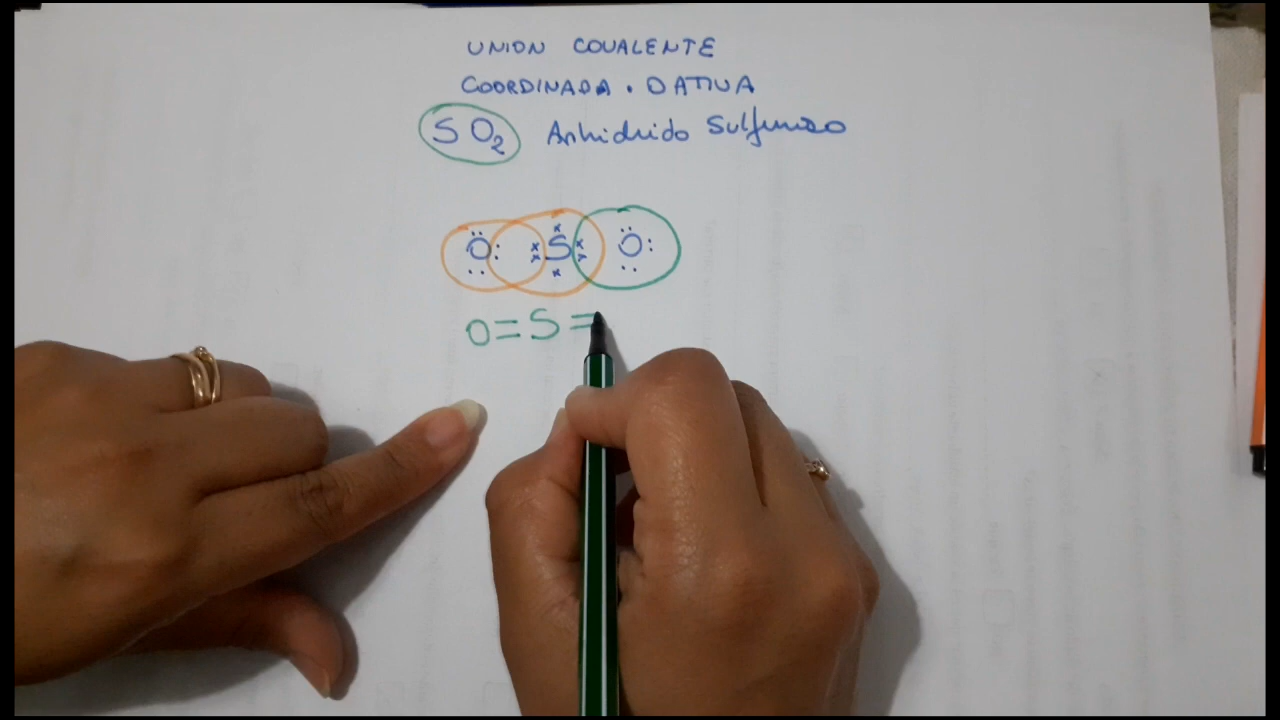 UNION COVALENTE
COORDINADA . DATIVA
SO₂ Anhidrido Sulfuroso
O S O
O = S =